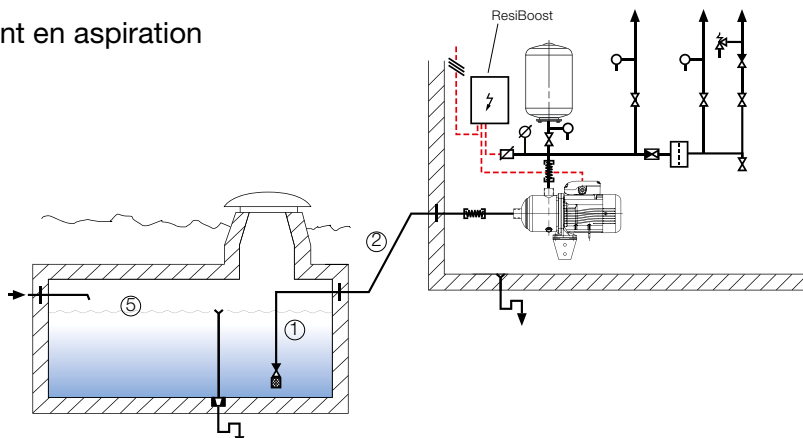 nt en aspiration
ResiBoost
②
⑤
①